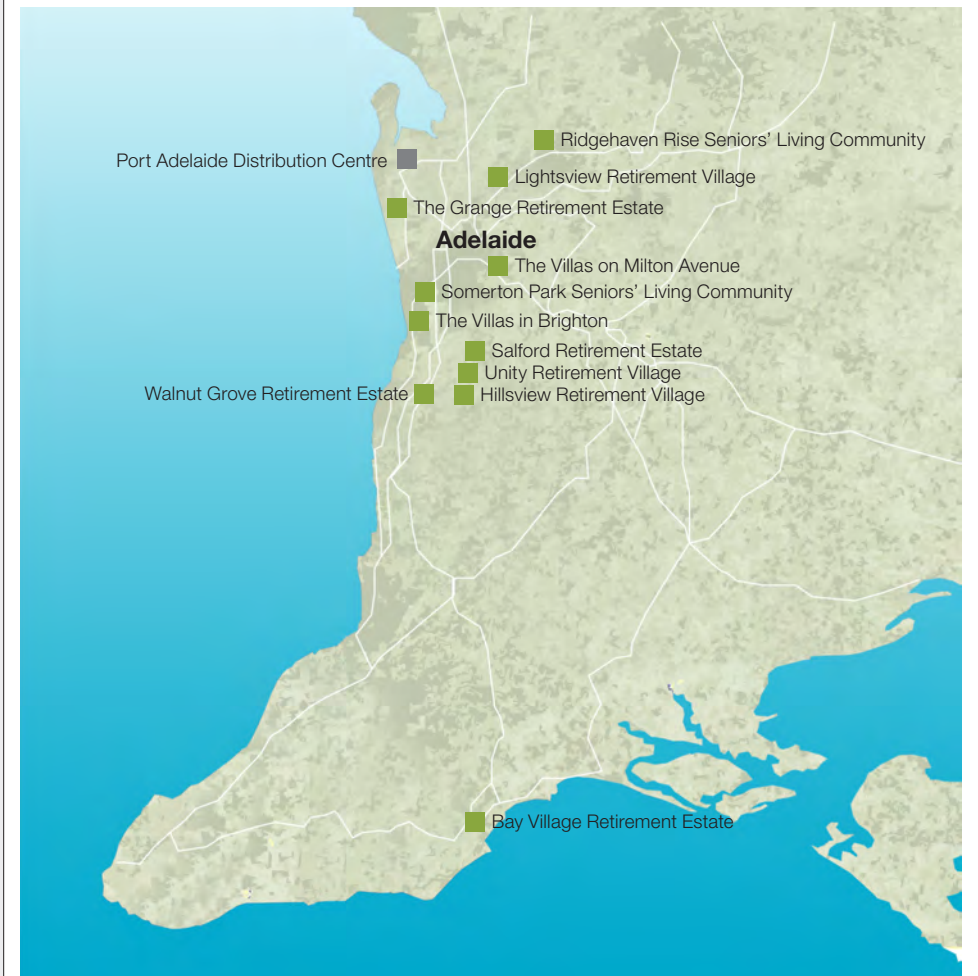 Ridgehaven Rise Seniors’ Living Community
Port Adelaide Distribution Centre
Lightsview Retirement Village
The Grange Retirement Estate
Adelaide
The Villas on Milton Avenue
Somerton Park Seniors’ Living Community
The Villas in Brighton
Salford Retirement Estate
Unity Retirement Village
Walnut Grove Retirement Estate
Hillsview Retirement Village
Bay Village Retirement Estate